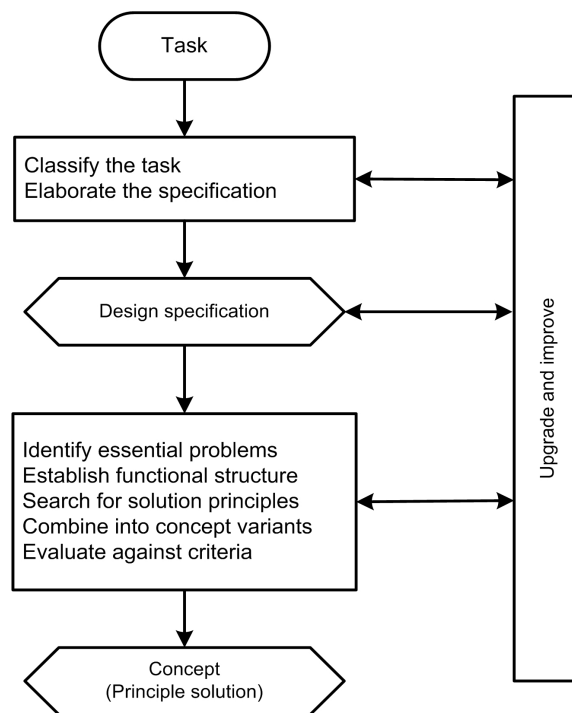 Task
Classify the task
Elaborate the specification
Design specification
Identify essential problems
Establish functional structure
Search for solution principles
Combine into concept variants
Evaluate against criteria
Concept
(Principle solution)
Upgrade and improve